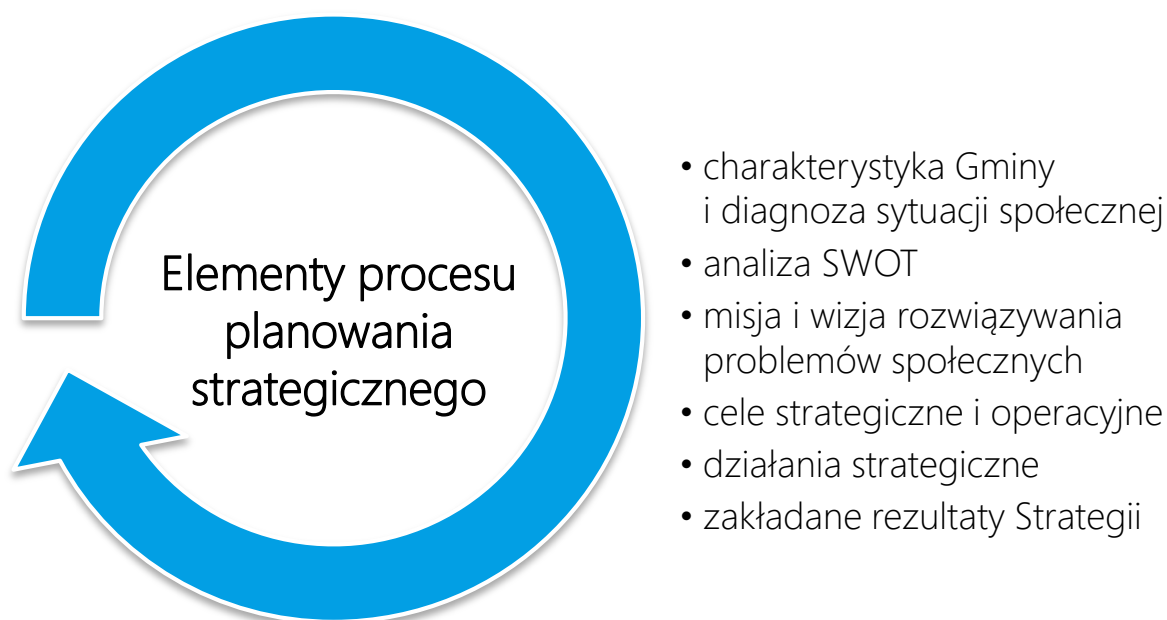 Elementy procesu
planowania
strategicznego
• charakterystyka Gminy
i diagnoza sytuacji społecznej
• analiza SWOT
• misja i wizja rozwiązywania
problemów społecznych
• cele strategiczne i operacyjne
• działania strategiczne
• zakładane rezultaty Strategii